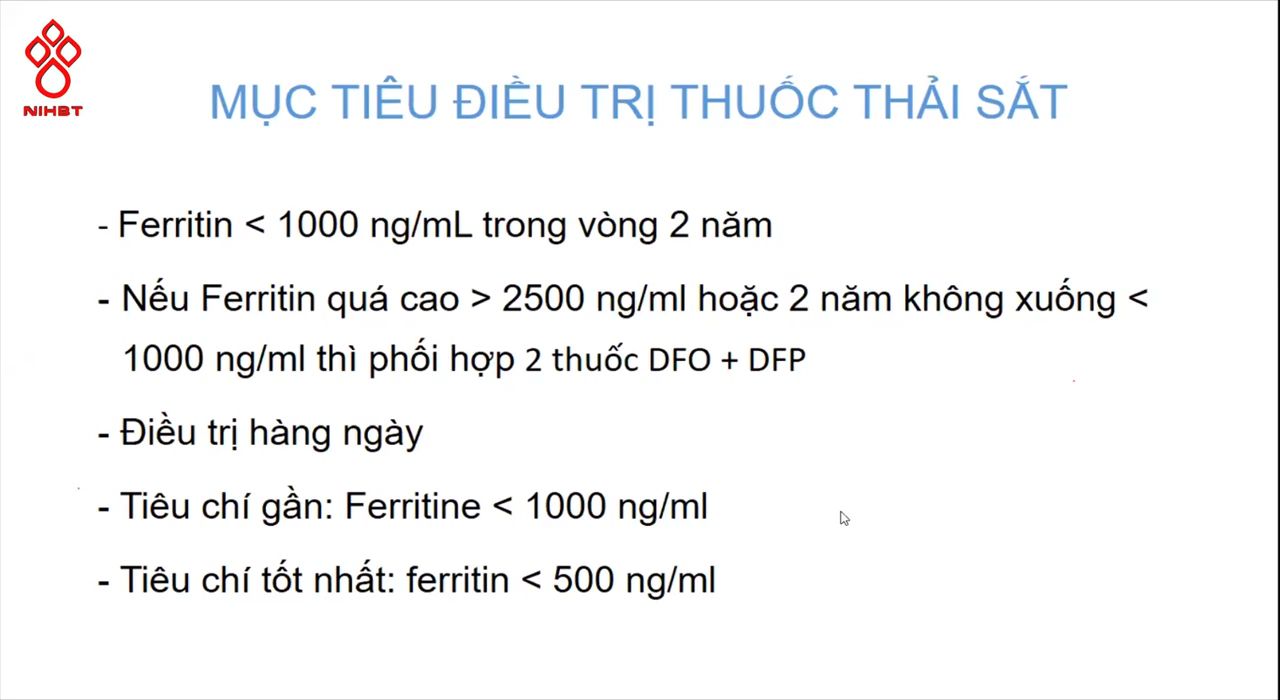 NIHBT
MỤC TIÊU ĐIỀU TRỊ THUỐC THẢI SẮT
- Ferritin < 1000 ng/mL trong vòng 2 năm
- Nếu Ferritin quá cao > 2500 ng/ml hoặc 2 năm không xuống <
1000 ng/ml thì phối hợp 2 thuốc DFO + DFP
- Điều trị hàng ngày
- Tiêu chí gần: Ferritine < 1000 ng/ml
- Tiêu chí tốt nhất: ferritin < 500 ng/ml